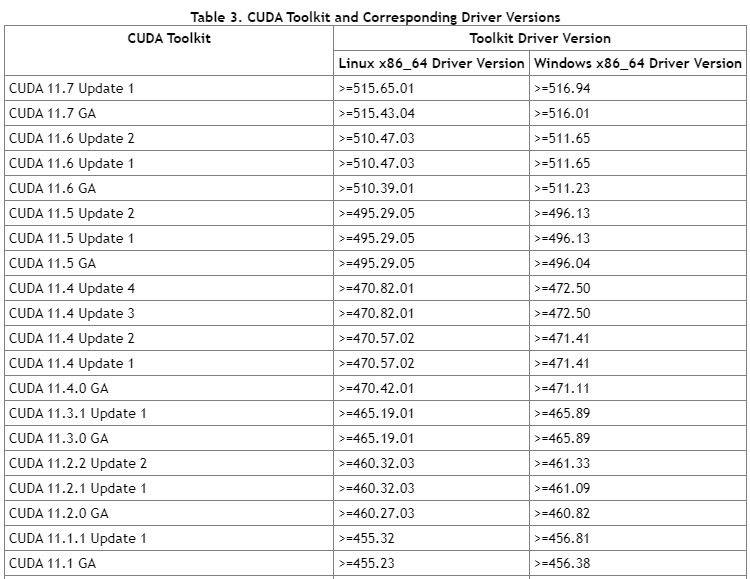 Table 3. CUDA Toolkit and Corresponding Driver Versions
CUDA Toolkit Toolkit Driver Version
Linux x86_64 Driver Version Windows x86_64 Driver Version
CUDA 11.7 Update 1 >=515.65.01 >=516.94
CUDA 11.7 GA >=515.43.04 >=516.01
CUDA 11.6 Update 2 >=510.47.03 >=511.65
CUDA 11.6 Update 1 >=510.47.03 >=511.65
CUDA 11.6 GA >=510.39.01 >=511.23
CUDA 11.5 Update 2 >=495.29.05 >=496.13
CUDA 11.5 Update 1 >=495.29.05 >=496.13
CUDA 11.5 GA >=495.29.05 >=496.04
CUDA 11.4 Update 4 >=470.82.01 >=472.50
CUDA 11.4 Update 3 >=470.82.01 >=472.50
CUDA 11.4 Update 2 >=470.57.02 >=471.41
CUDA 11.4 Update 1 >=470.57.02 >=471.41
CUDA 11.4.0 GA >=470.42.01 >=471.11
CUDA 11.3.1 Update 1 >=465.19.01 >=465.89
CUDA 11.3.0 GA >=465.19.01 >=465.89
CUDA 11.2.2 Update 2 >=460.32.03 >=461.33
CUDA 11.2.1 Update 1 >=460.32.03 >=461.09
CUDA 11.2.0 GA >=460.27.03 >=460.82
CUDA 11.1.1 Update 1 >=455.32 >=456.81
CUDA 11.1 GA >=455.23 >=456.38